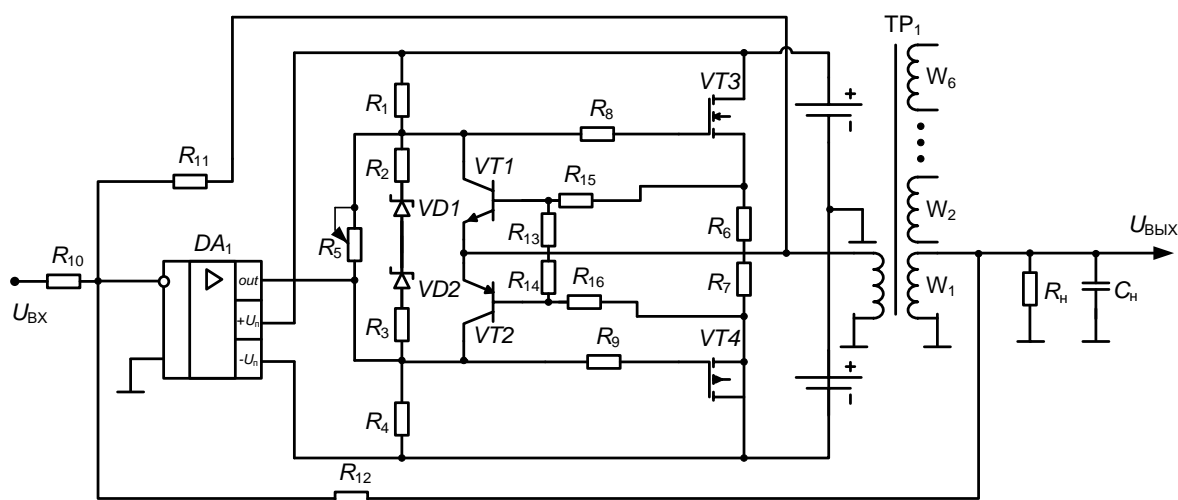 TP₁
VT3
+
W₆
R₁
R₈
R₁₁
R₂
VT1
R₁₅
VD1
R₁₃
R₆
W₂
R₅
DA₁
R₁₀
out
+Uₙ
-Uₙ
Uвх
VD2
R₁₄
R₁₆
R₇
W₁
Rн
Cн
Uвых
R₃
VT2
VT4
R₉
+
R₄
R₁₂